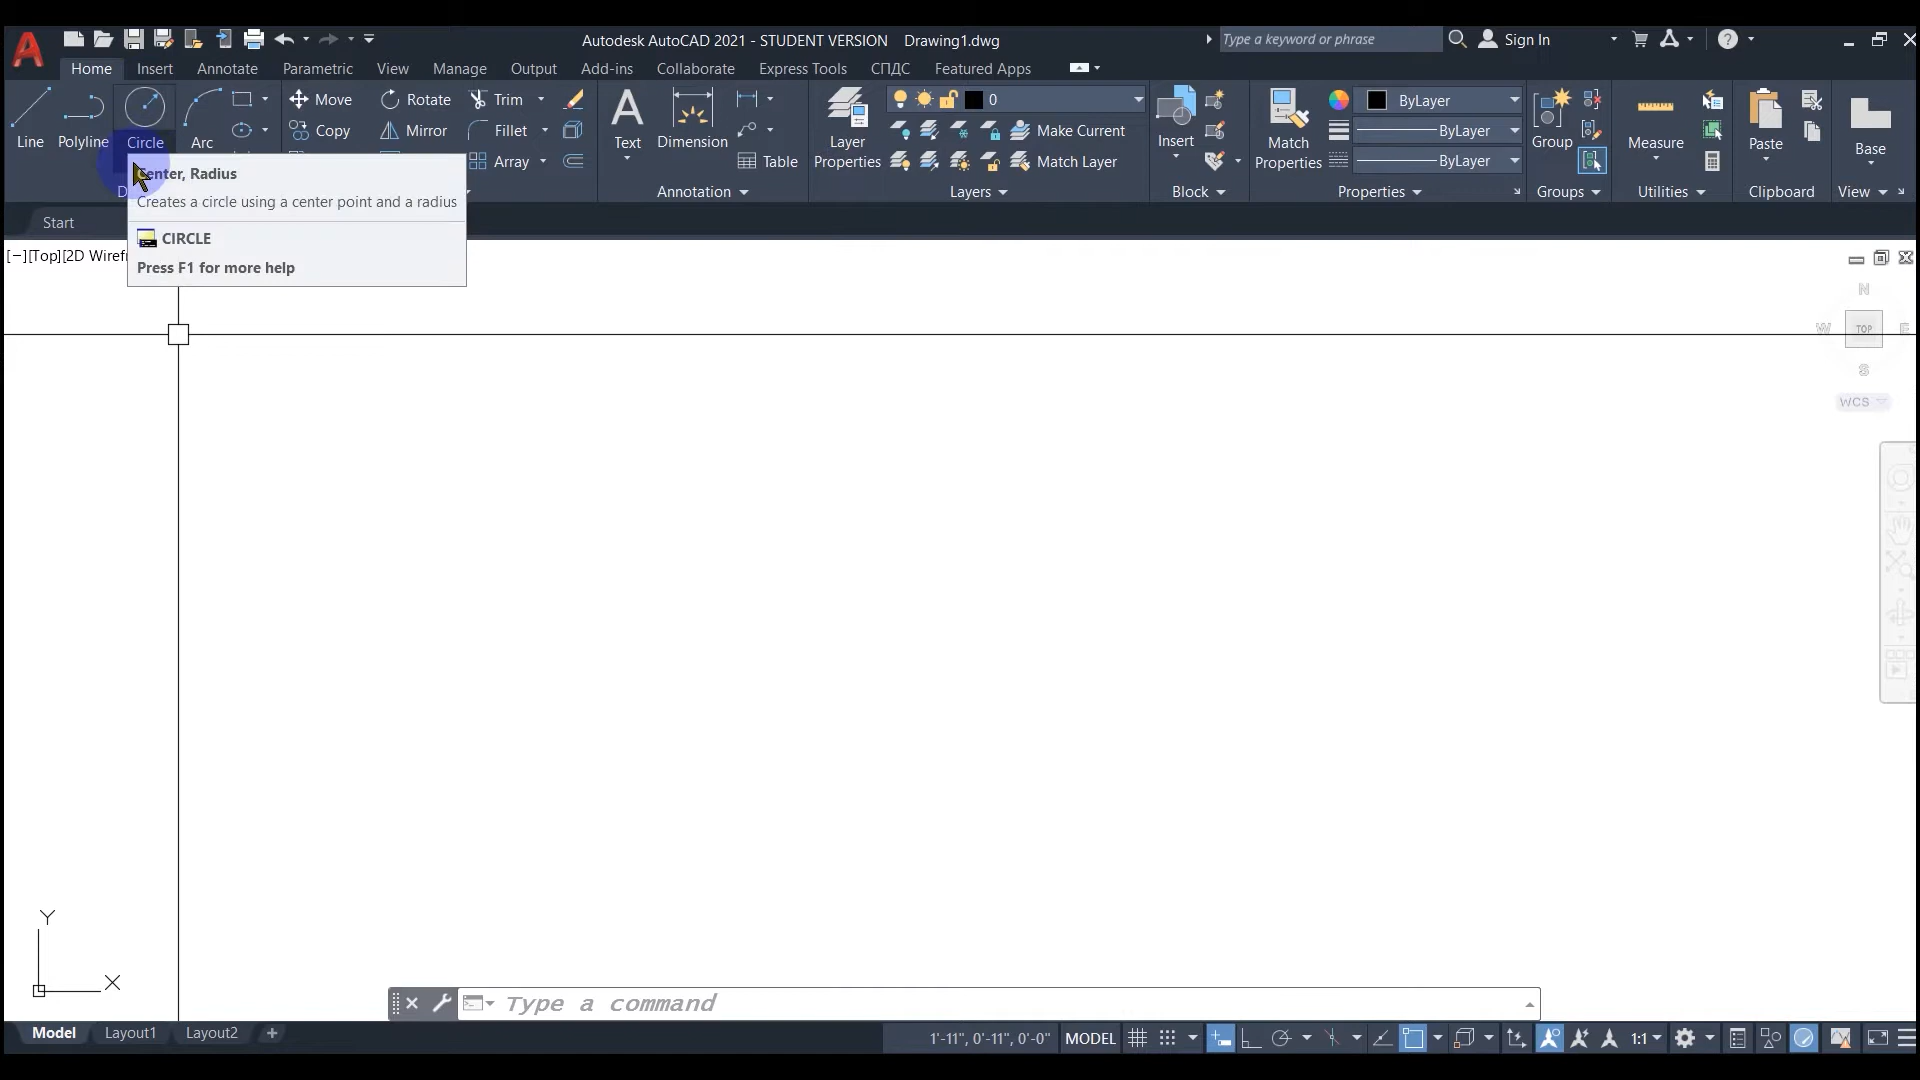 Autodesk AutoCAD 2021 - STUDENT VERSION Drawing1.dwg
Type a keyword or phrase
Sign In
Home Insert Annotate Parametric View Manage Output Add-ins Collaborate Express Tools СПДС Featured Apps
Line Polyline Circle Arc
Move Rotate Trim
Copy Mirror Fillet
Array
Text Dimension
Table
Layer Properties
0
Make Current
Match Layer
Insert
Match Properties
ByLayer
ByLayer
ByLayer
Group
Measure
Paste
Base
D
Annotation Layers Block Properties Groups Utilities Clipboard View
Center, Radius
Creates a circle using a center point and a radius
CIRCLE
Press F1 for more help
Start
[−][Top][2D Wirefr
N
W TOP E
S
WCS
Y
X
Type a command
Model Layout1 Layout2 +
1'-11", 0'-11", 0'-0" MODEL 1:1